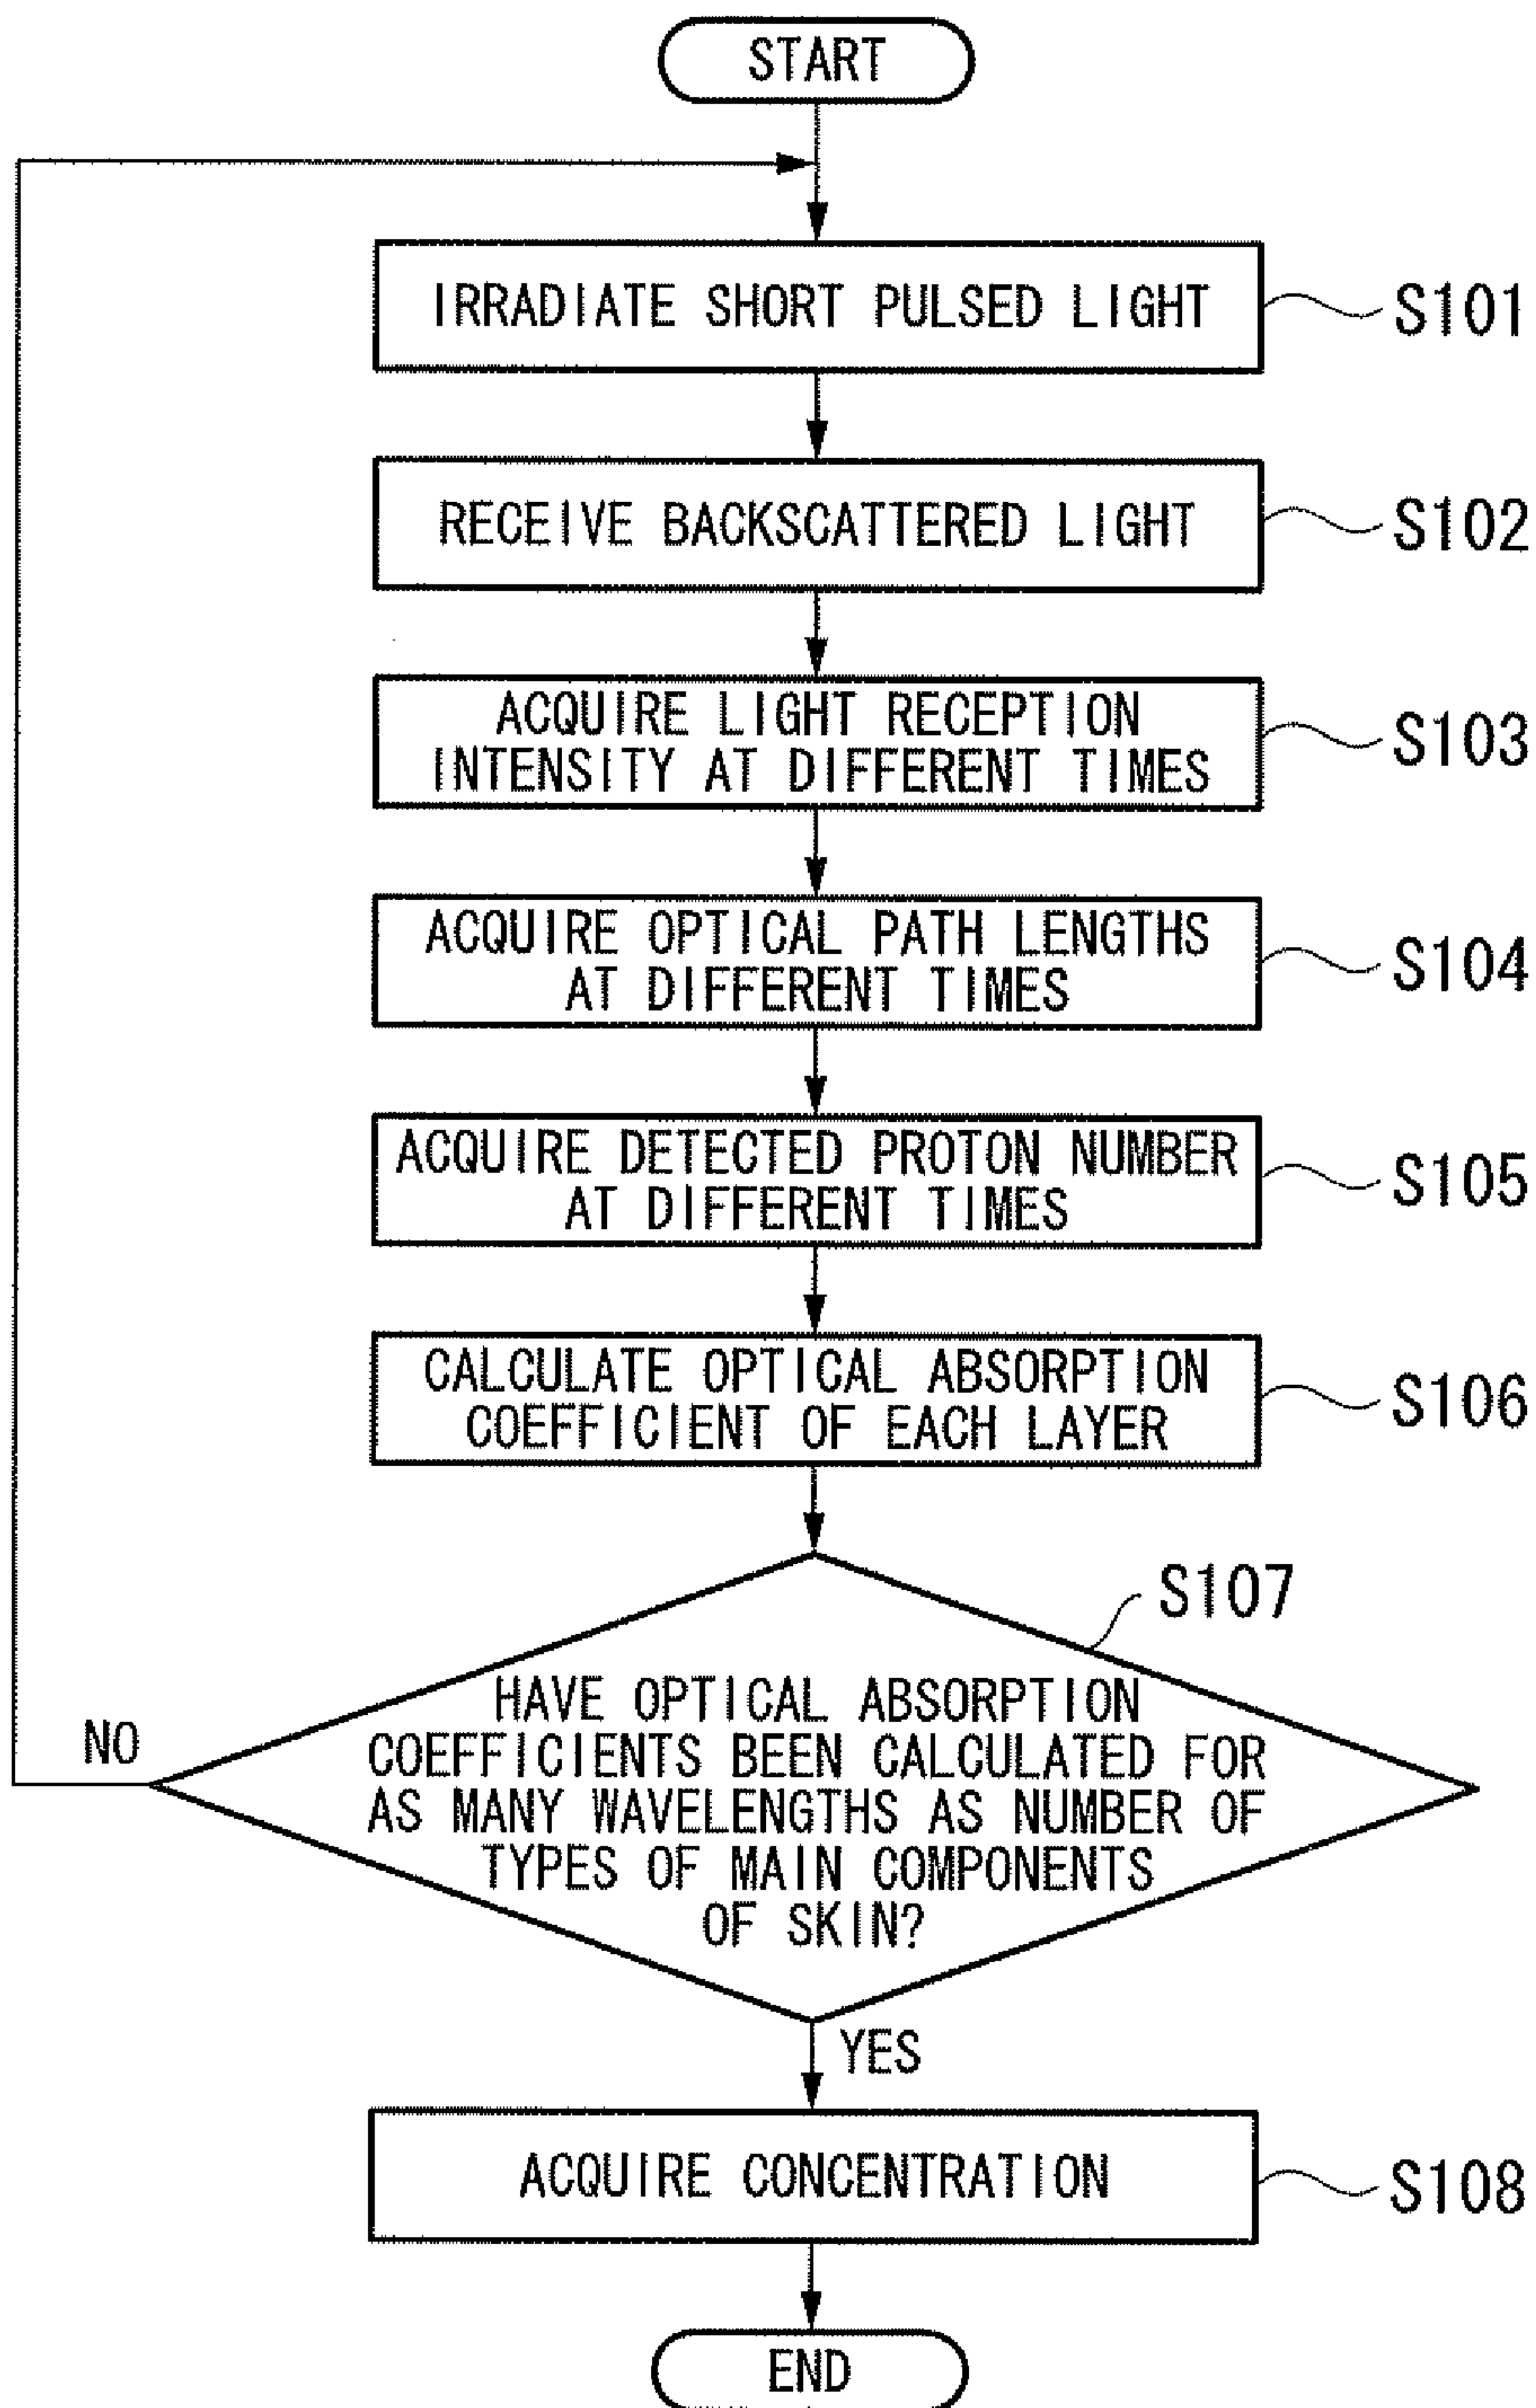 START
IRRADIATE SHORT PULSED LIGHT
S101
RECEIVE BACKSCATTERED LIGHT
S102
ACQUIRE LIGHT RECEPTION
INTENSITY AT DIFFERENT TIMES
S103
ACQUIRE OPTICAL PATH LENGTHS
AT DIFFERENT TIMES
S104
ACQUIRE DETECTED PROTON NUMBER
AT DIFFERENT TIMES
S105
CALCULATE OPTICAL ABSORPTION
COEFFICIENT OF EACH LAYER
S106
S107
HAVE OPTICAL ABSORPTION
COEFFICIENTS BEEN CALCULATED FOR
AS MANY WAVELENGTHS AS NUMBER OF
TYPES OF MAIN COMPONENTS
OF SKIN?
NO
YES
ACQUIRE CONCENTRATION
S108
END